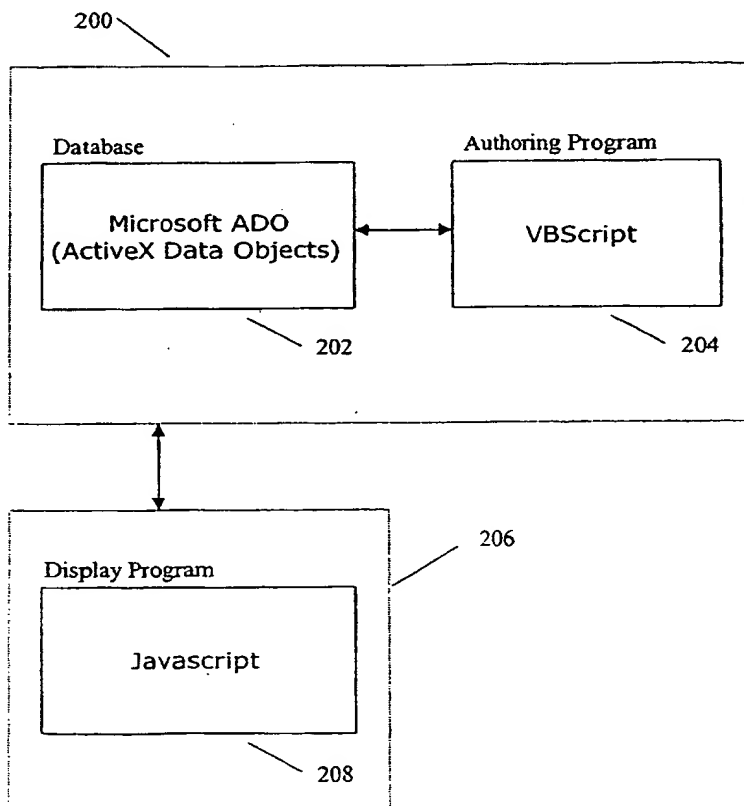 200
Database
Authoring Program
Microsoft ADO
(ActiveX Data Objects)
VBScript
202
204
206
Display Program
Javascript
208